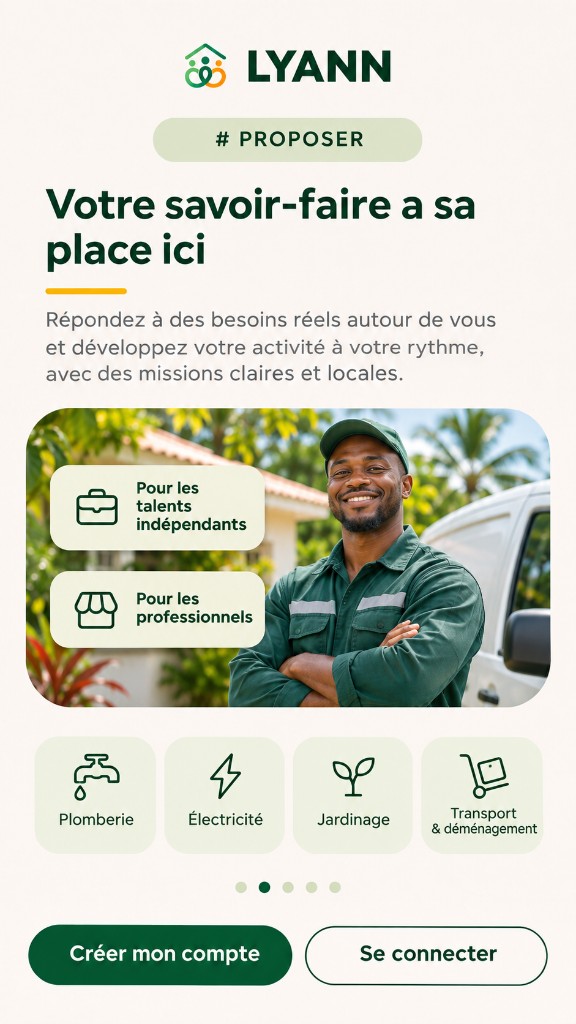 LYANN
# PROPOSER
Votre savoir-faire a sa
place ici
Répondez à des besoins réels autour de vous
et développez votre activité à votre rythme,
avec des missions claires et locales.
Pour les
talents
indépendants
Pour les
professionnels
Plomberie
Électricité
Jardinage
Transport
& déménagement
Créer mon compte
Se connecter